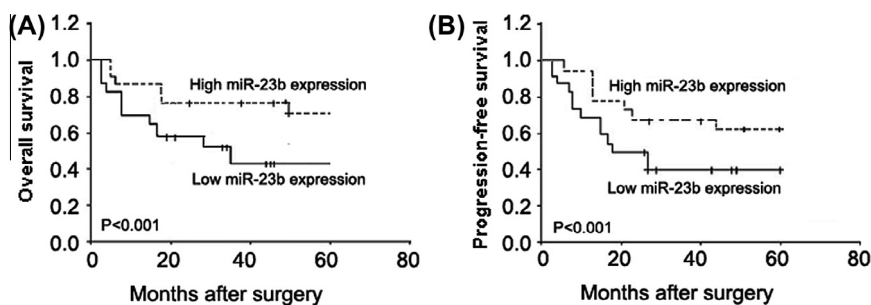 (A)
Overall survival
1.2
1.0
0.8
0.6
0.4
0.2
0.0
High miR-23b expression
Low miR-23b expression
P<0.001
0 20 40 60 80
Months after surgery
(B)
Progression-free survival
1.2
1.0
0.8
0.6
0.4
0.2
0.0
High miR-23b expression
Low miR-23b expression
P<0.001
0 20 40 60 80
Months after surgery